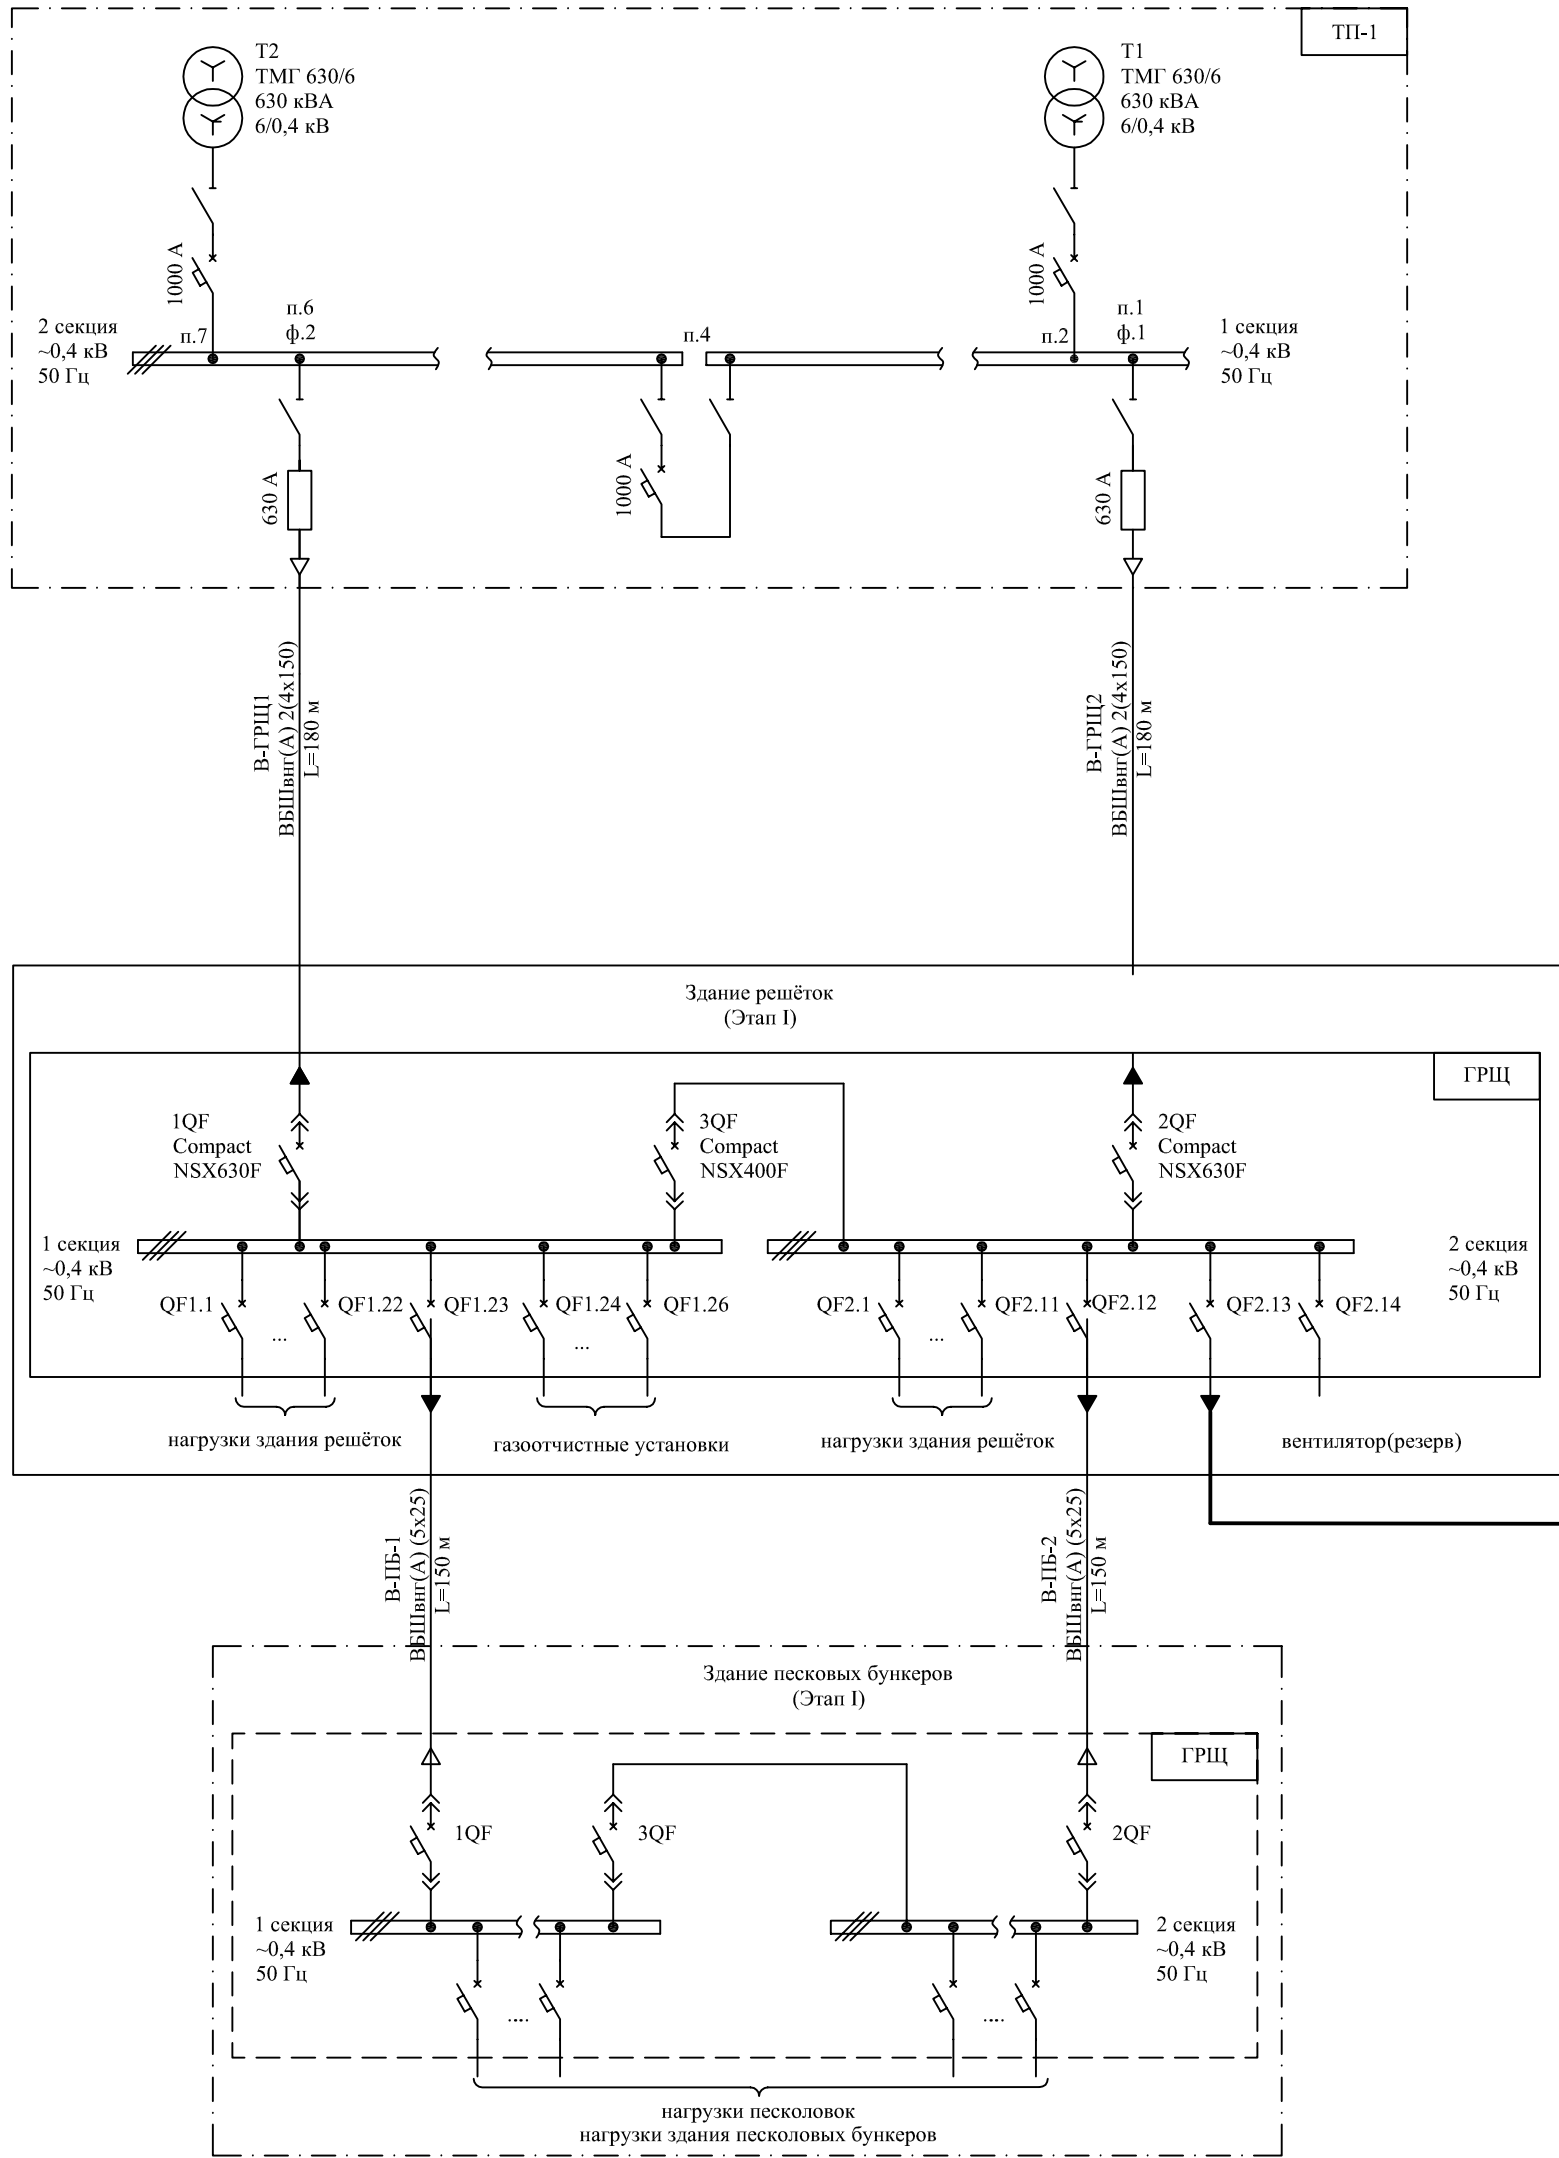 ТП-1
Т2
ТМГ 630/6
630 кВА
6/0,4 кВ
Т1
ТМГ 630/6
630 кВА
6/0,4 кВ
1000 А
1000 А
2 секция
~0,4 кВ
50 Гц
п.7
п.6
ф.2
п.4
п.2
п.1
ф.1
1 секция
~0,4 кВ
50 Гц
630 А
1000 А
630 А
В-ГРЩ1
ВБШвнг(А) 2(4х150)
L=180 м
В-ГРЩ2
ВБШвнг(А) 2(4х150)
L=180 м
Здание решёток
(Этап I)
ГРЩ
1QF
Compact
NSX630F
3QF
Compact
NSX400F
2QF
Compact
NSX630F
1 секция
~0,4 кВ
50 Гц
2 секция
~0,4 кВ
50 Гц
QF1.1
...
QF1.22
QF1.23
QF1.24
...
QF1.26
QF2.1
...
QF2.11
QF2.12
QF2.13
QF2.14
нагрузки здания решёток
газоотчистные установки
нагрузки здания решёток
вентилятор(резерв)
В-ПБ-1
ВБШвнг(А) (5х25)
L=150 м
В-ПБ-2
ВБШвнг(А) (5х25)
L=150 м
Здание песковых бункеров
(Этап I)
ГРЩ
1QF
3QF
2QF
1 секция
~0,4 кВ
50 Гц
2 секция
~0,4 кВ
50 Гц
....
....
нагрузки песколовок
нагрузки здания песколовых бункеров